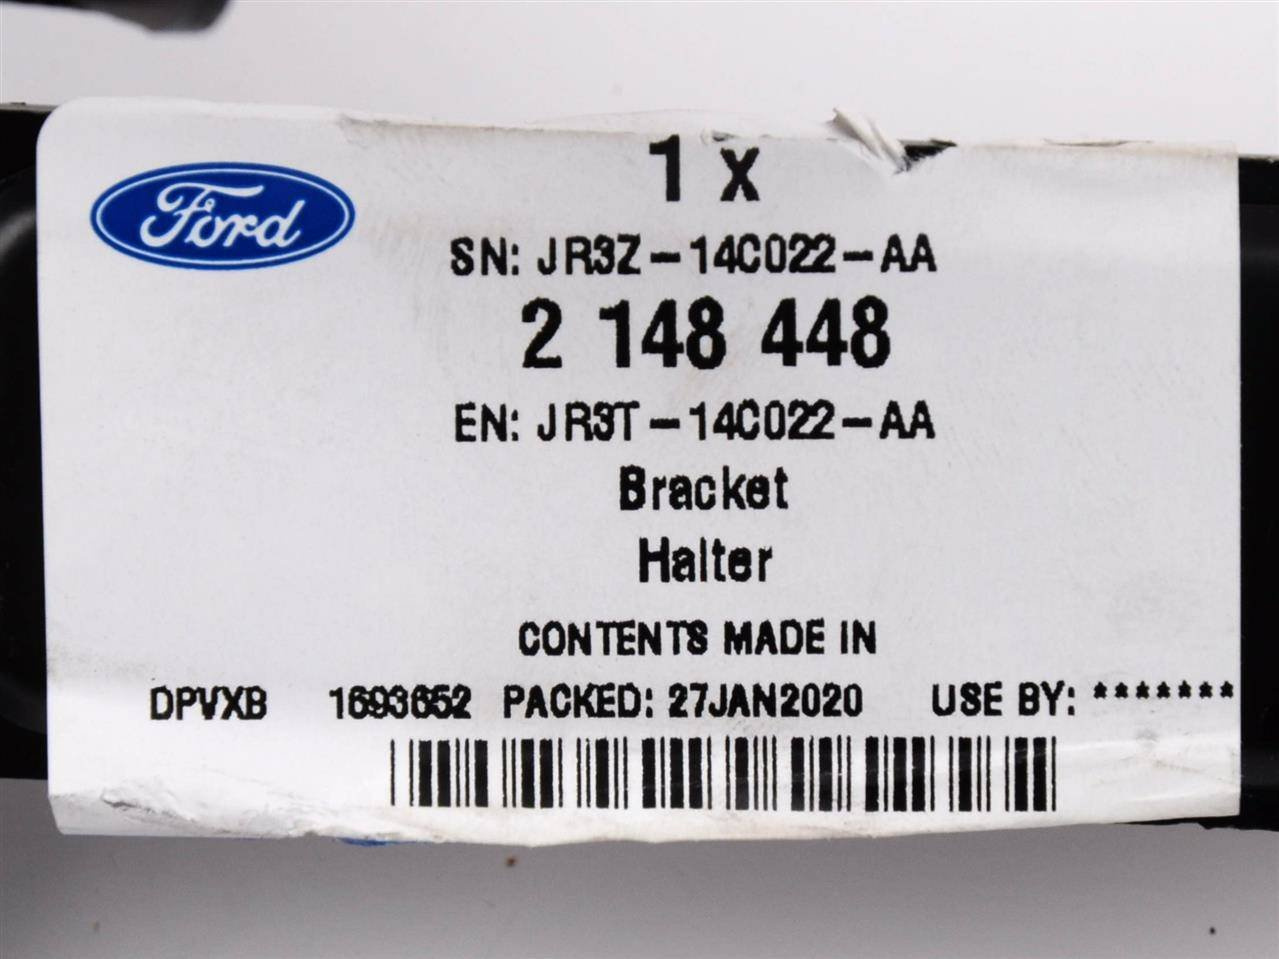 Ford
1 x
SN: JR3Z-14C022-AA
2 148 448
EN: JR3T-14C022-AA
Bracket
Halter
CONTENTS MADE IN
DPVXB 1693652 PACKED: 27JAN2020 USE BY: *******